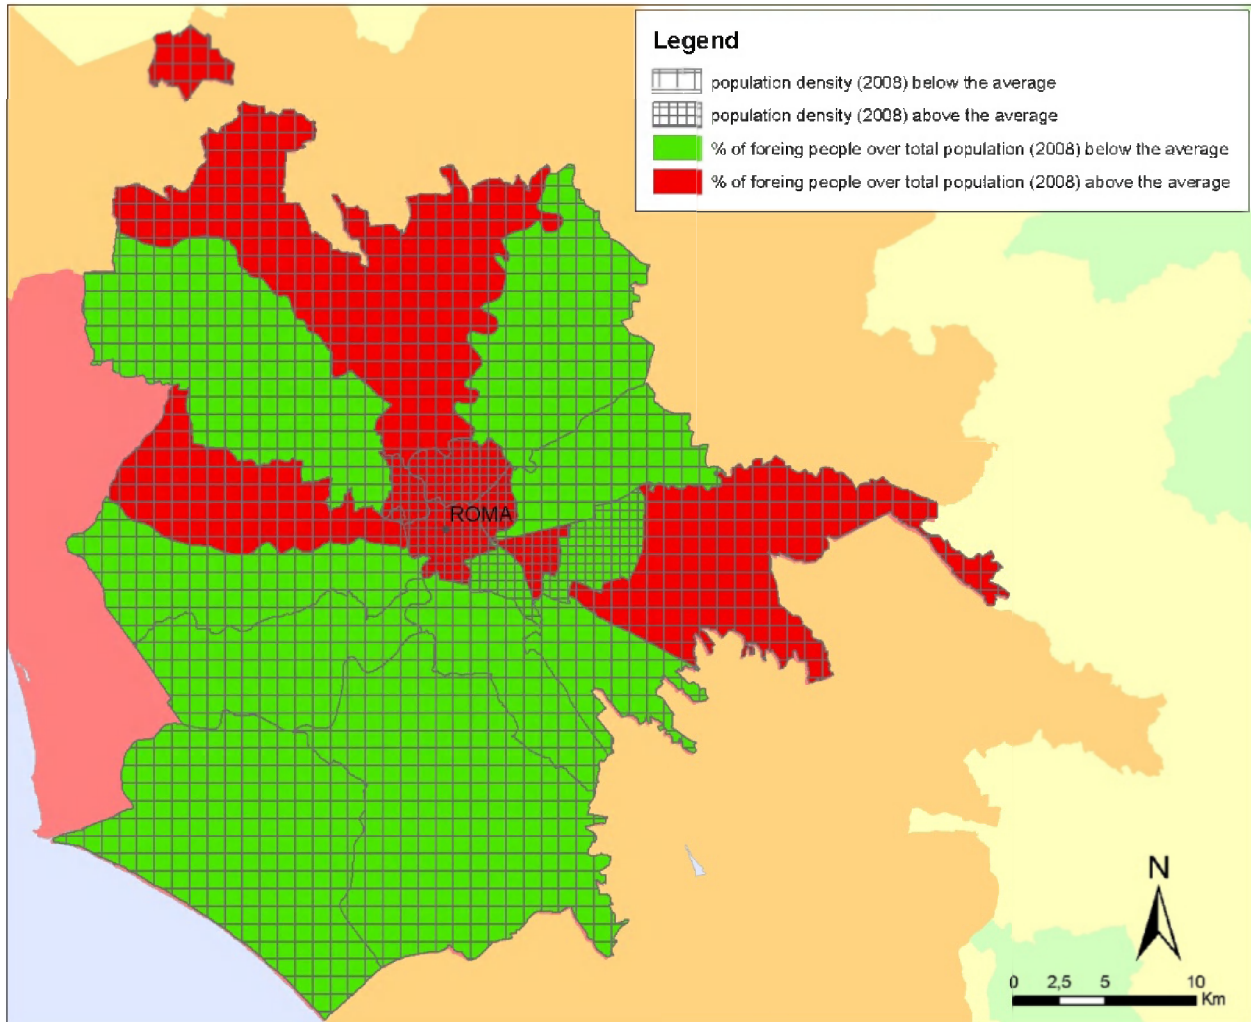 Legend
population density (2008) below the average
population density (2008) above the average
% of foreing people over total population (2008) below the average
% of foreing people over total population (2008) above the average
ROMA
N
0 2,5 5 10
Km